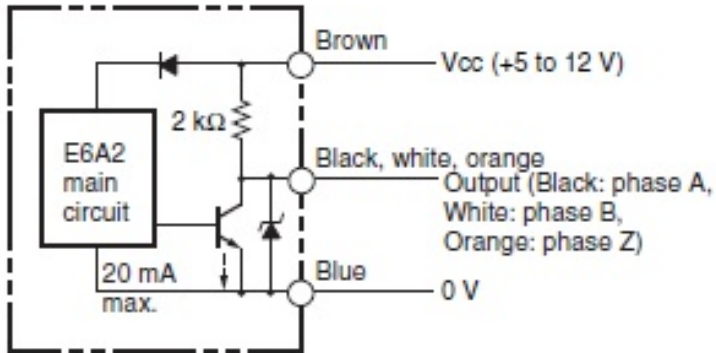 Brown
Vcc (+5 to 12 V)
2 kΩ
E6A2
main
circuit
Black, white, orange
Output (Black: phase A,
White: phase B,
Orange: phase Z)
20 mA
max.
Blue
0 V